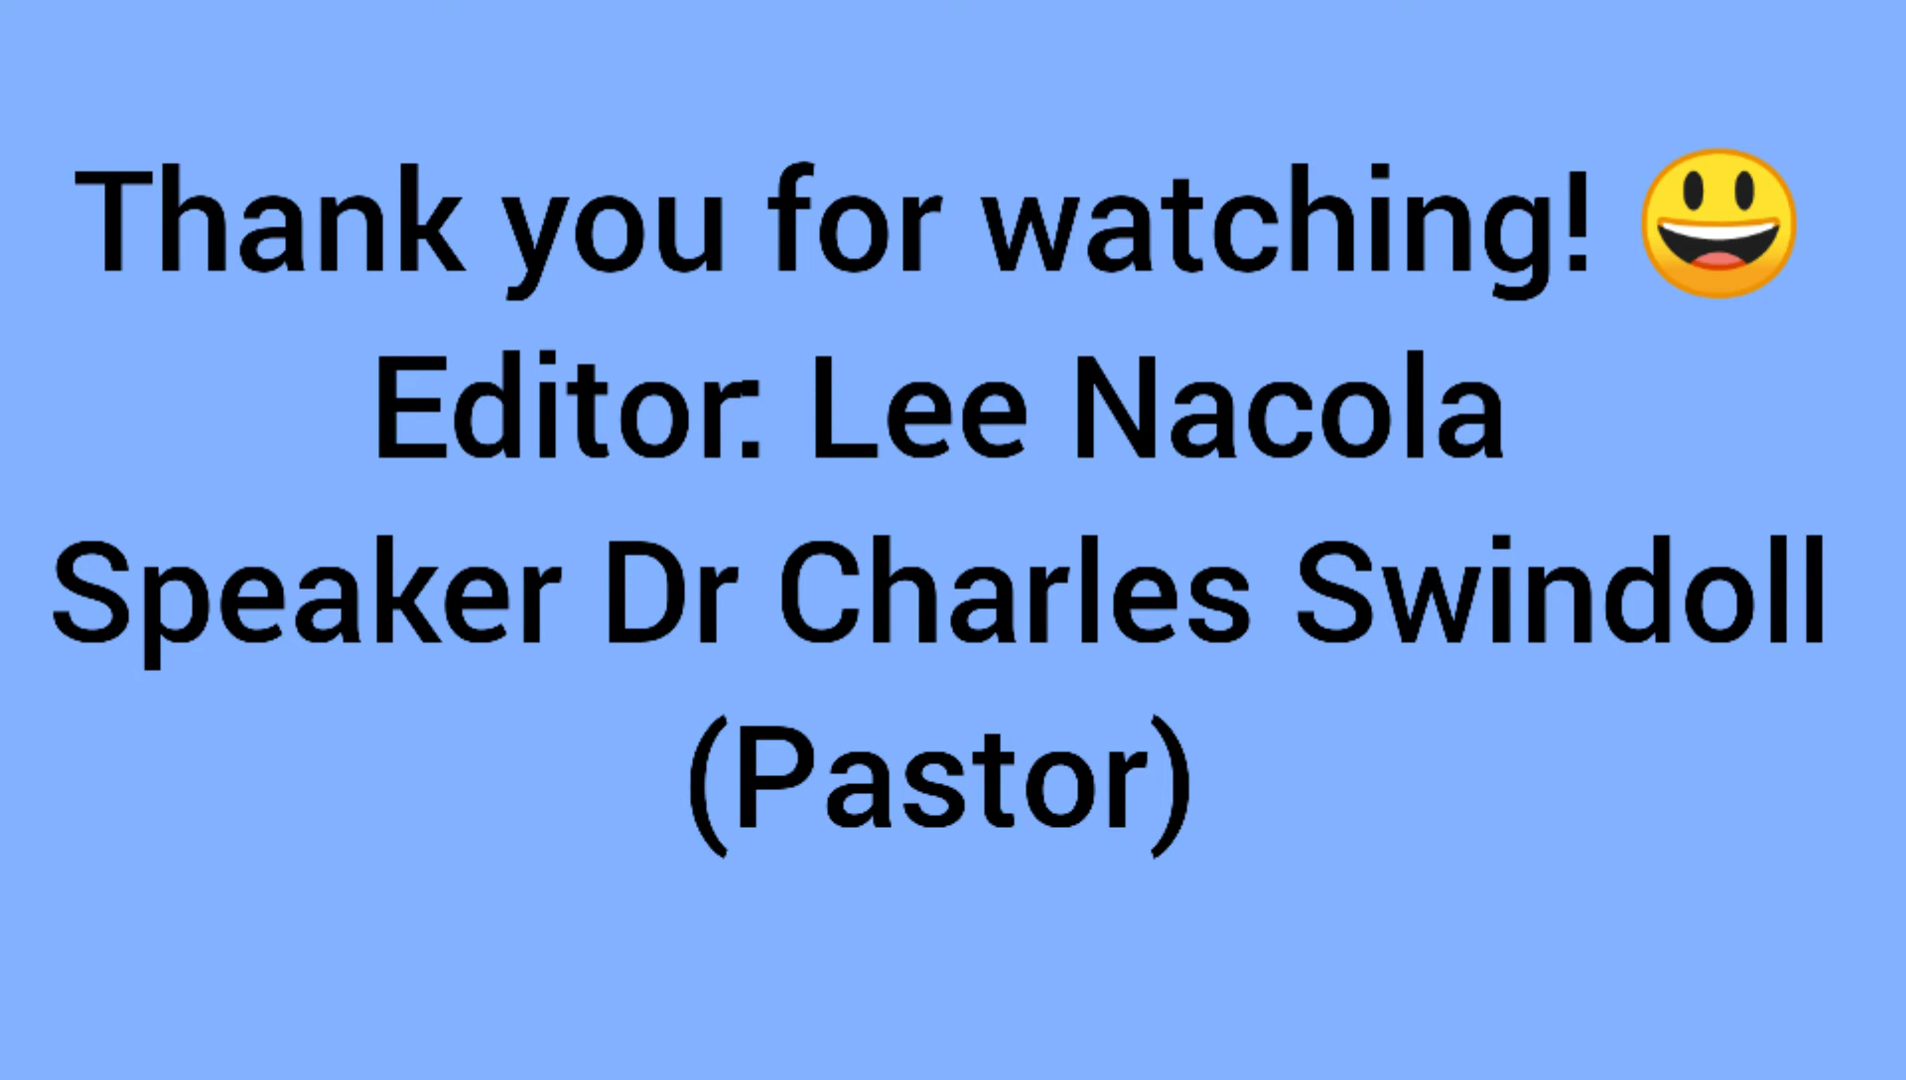 Thank you for watching! 😃
Editor: Lee Nacola
Speaker Dr Charles Swindoll
(Pastor)